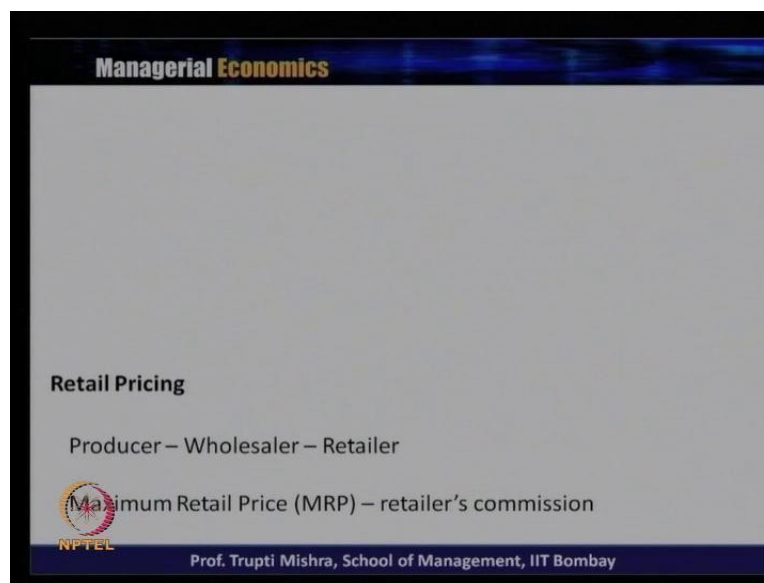 Managerial Economics
Retail Pricing
Producer – Wholesaler – Retailer
Maximum Retail Price (MRP) – retailer's commission
NPTEL
Prof. Trupti Mishra, School of Management, IIT Bombay